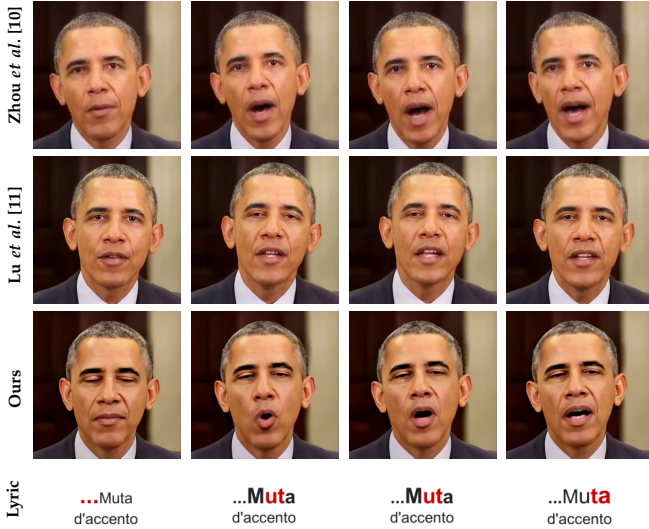 Zhou et al. [10]
Lu et al. [11]
Ours
Lyric
...Muta
d'accento
...Muta
d'accento
...Muta
d'accento
...Muta
d'accento